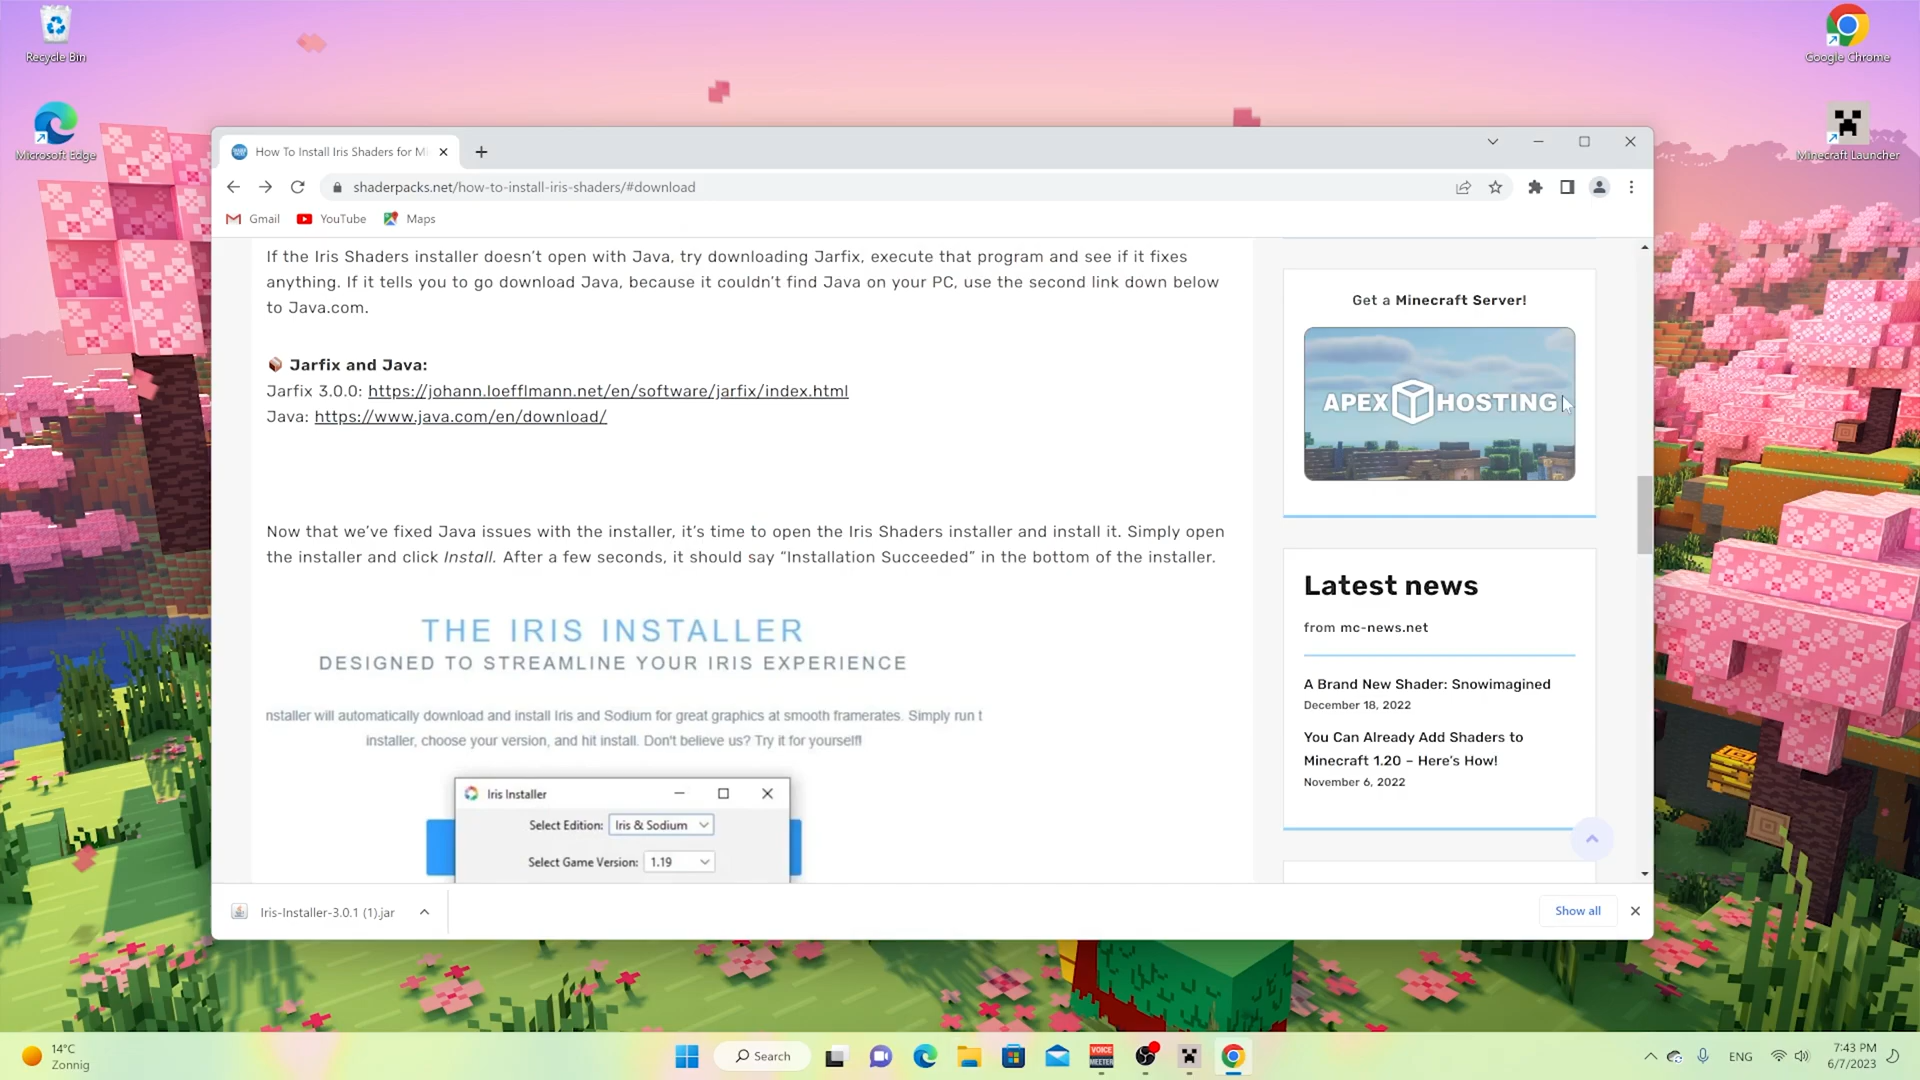 Recycle Bin
Google Chrome
Microsoft Edge
Minecraft Launcher
How To Install Iris Shaders for Mi
shaderpacks.net/how-to-install-iris-shaders/#download
Gmail
YouTube
Maps
If the Iris Shaders installer doesn't open with Java, try downloading Jarfix, execute that program and see if it fixes
anything. If it tells you to go download Java, because it couldn't find Java on your PC, use the second link down below
to Java.com.
Jarfix and Java:
Jarfix 3.0.0: https://johann.loefflmann.net/en/software/jarfix/index.html
Java: https://www.java.com/en/download/
Now that we've fixed Java issues with the installer, it's time to open the Iris Shaders installer and install it. Simply open
the installer and click Install. After a few seconds, it should say “Installation Succeeded” in the bottom of the installer.
THE IRIS INSTALLER
DESIGNED TO STREAMLINE YOUR IRIS EXPERIENCE
nstaller will automatically download and install Iris and Sodium for great graphics at smooth framerates. Simply run t
installer, choose your version, and hit install. Don't believe us? Try it for yourself!
Iris Installer
Select Edition: Iris & Sodium
Select Game Version: 1.19
Get a Minecraft Server!
APEX HOSTING
Latest news
from mc-news.net
A Brand New Shader: Snowimagined
December 18, 2022
You Can Already Add Shaders to
Minecraft 1.20 – Here's How!
November 6, 2022
Iris-Installer-3.0.1 (1).jar
Show all
14°C
Zonnig
Search
VOICE
MEETER
ENG
7:43 PM
6/7/2023